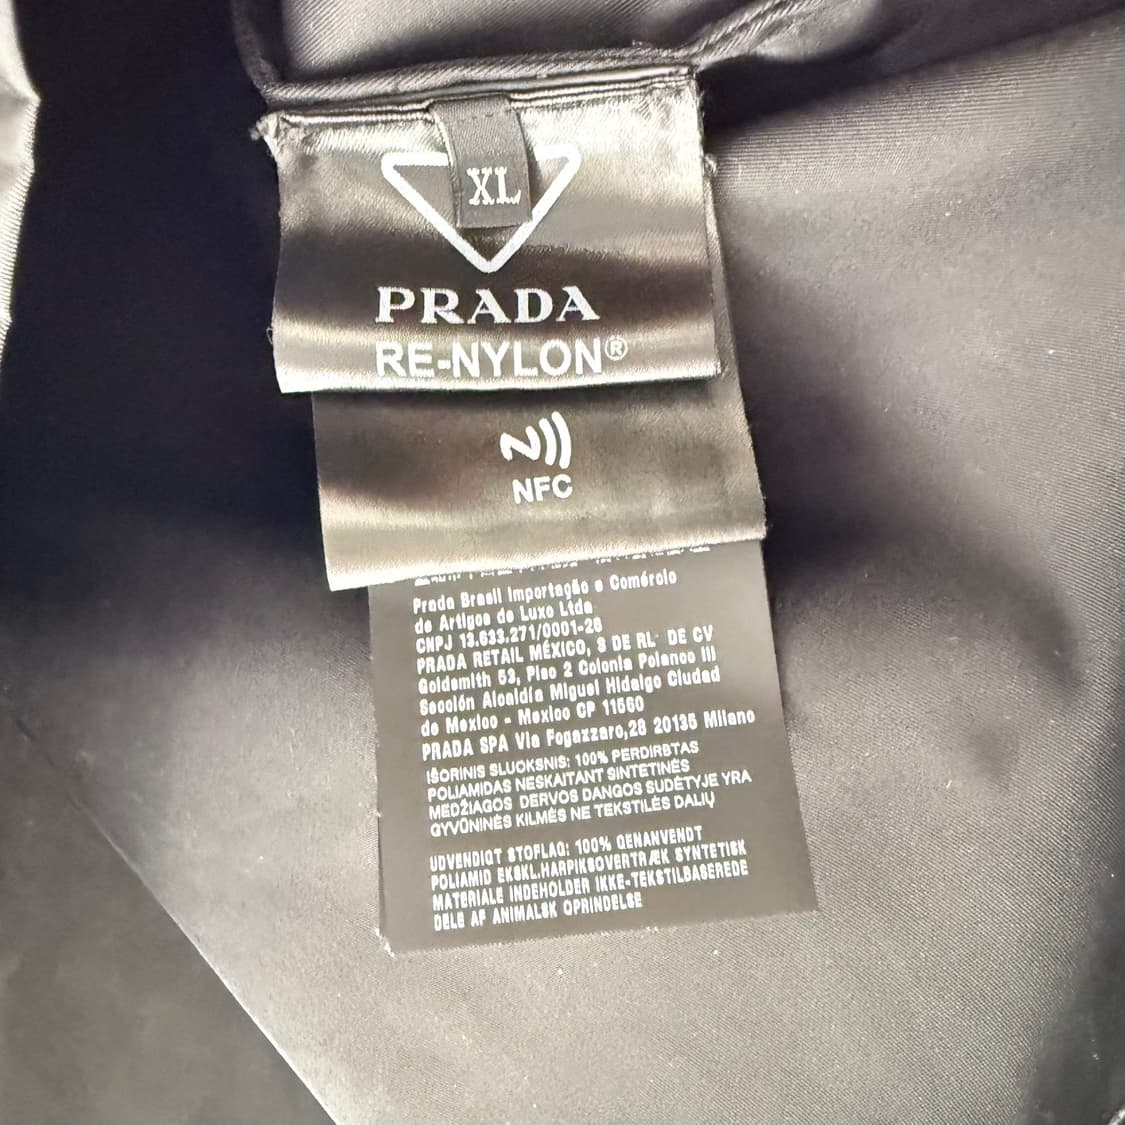 XL
PRADA
RE-NYLON®
NFC
Prada Brasil Importação e Comérolo
de Artigos de Luxo Ltda
CNPJ 13.633.271/0001-28
PRADA RETAIL MÉXICO, S DE RL DE CV
Goldsmith 53, Piso 2 Colonia Polanco III
Sección Alcaldía Miguel Hidalgo Ciudad
de Mexico - Mexico CP 11560
PRADA SPA Via Fogazzaro,28 20135 Milano
IŠORINIS SLUOKSNIS: 100% PERDIRBTAS
POLIAMIDAS NESKAITANT SINTETINĖS
MEDŽIAGOS DERVOS DANGOS SUDĖTYJE YRA
GYVŪNINĖS KILMĖS NE TEKSTILĖS DALIŲ
UDVENDIGT STOFLAG: 100% GENANVENDT
POLIAMID EKSKL.HARPIKSOVERTRÆK SYNTETISK
MATERIALE INDEHOLDER IKKE-TEKSTILBASEREDE
DELE AF ANIMALSK OPRINDELSE